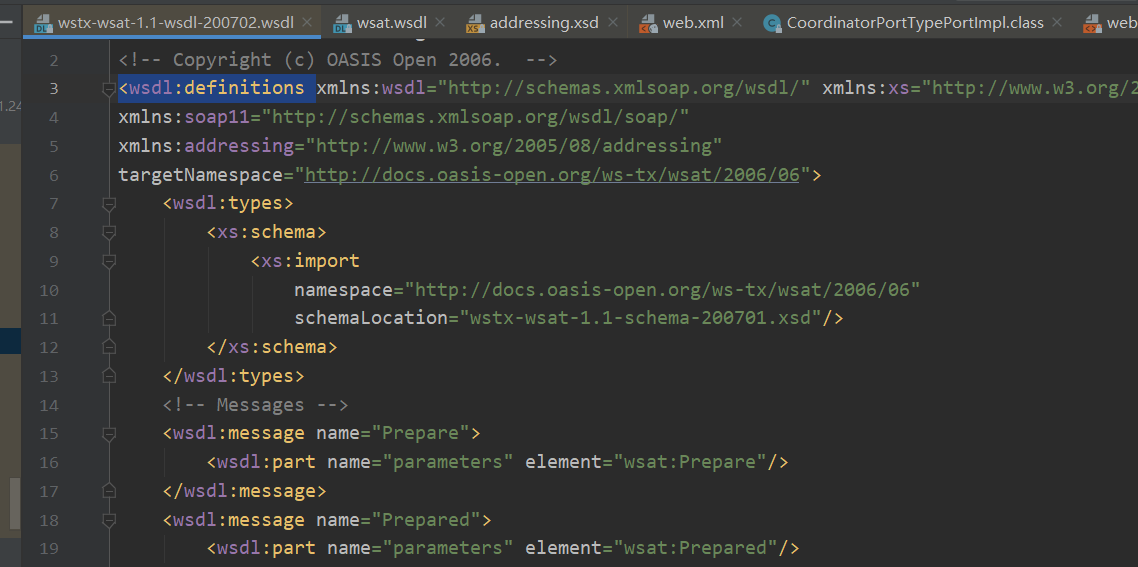 wstx-wsat-1.1-wsdl-200702.wsdl × wsat.wsdl × addressing.xsd × web.xml × CoordinatorPortTypePortImpl.class × web
2 <!-- Copyright (c) OASIS Open 2006.  -->
3 <wsdl:definitions xmlns:wsdl="http://schemas.xmlsoap.org/wsdl/" xmlns:xs="http://www.w3.org/2
1.24
4 xmlns:soap11="http://schemas.xmlsoap.org/wsdl/soap/"
5 xmlns:addressing="http://www.w3.org/2005/08/addressing"
6 targetNamespace="http://docs.oasis-open.org/ws-tx/wsat/2006/06">
7 <wsdl:types>
8 <xs:schema>
9 <xs:import
10 namespace="http://docs.oasis-open.org/ws-tx/wsat/2006/06"
11 schemaLocation="wstx-wsat-1.1-schema-200701.xsd"/>
12 </xs:schema>
13 </wsdl:types>
14 <!-- Messages -->
15 <wsdl:message name="Prepare">
16 <wsdl:part name="parameters" element="wsat:Prepare"/>
17 </wsdl:message>
18 <wsdl:message name="Prepared">
19 <wsdl:part name="parameters" element="wsat:Prepared"/>